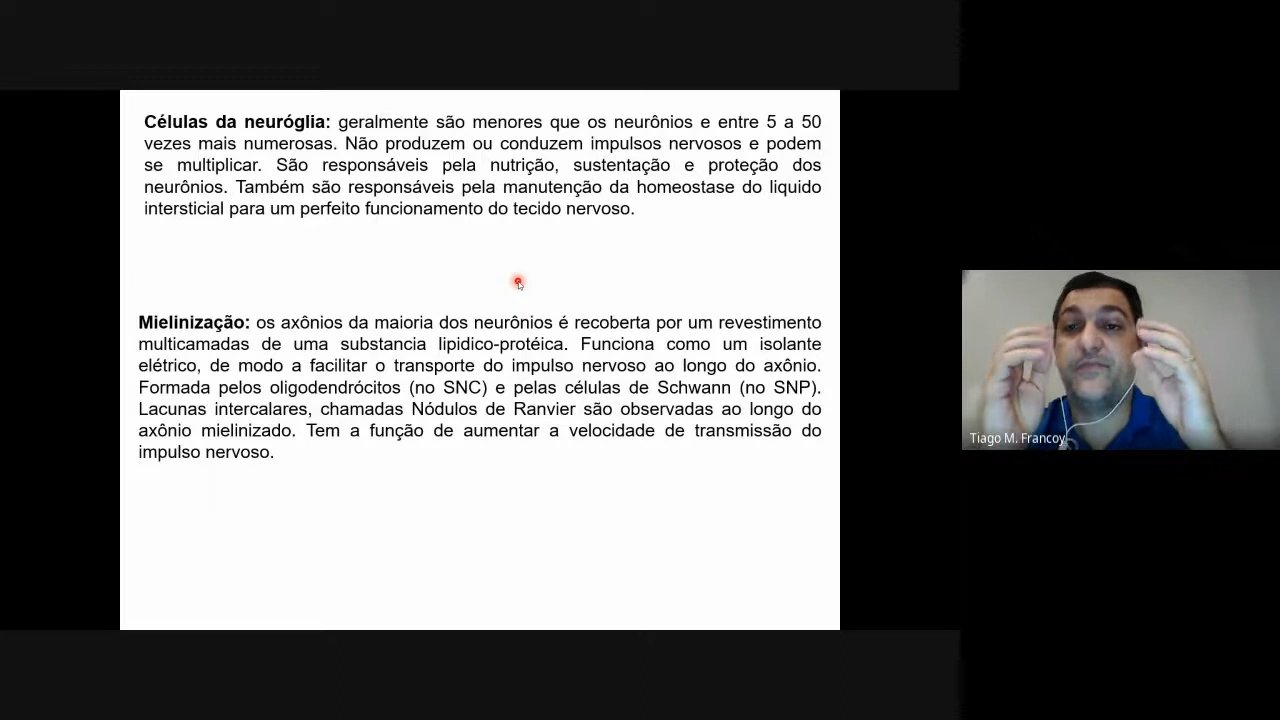 Células da neuróglia: geralmente são menores que os neurônios e entre 5 a 50
vezes mais numerosas. Não produzem ou conduzem impulsos nervosos e podem
se multiplicar. São responsáveis pela nutrição, sustentação e proteção dos
neurônios. Também são responsáveis pela manutenção da homeostase do liquido
intersticial para um perfeito funcionamento do tecido nervoso.
Mielinização: os axônios da maioria dos neurônios é recoberta por um revestimento
multicamadas de uma substancia lipidico-protéica. Funciona como um isolante
elétrico, de modo a facilitar o transporte do impulso nervoso ao longo do axônio.
Formada pelos oligodendrócitos (no SNC) e pelas células de Schwann (no SNP).
Lacunas intercalares, chamadas Nódulos de Ranvier são observadas ao longo do
axônio mielinizado. Tem a função de aumentar a velocidade de transmissão do
impulso nervoso.
Tiago M. Francoy